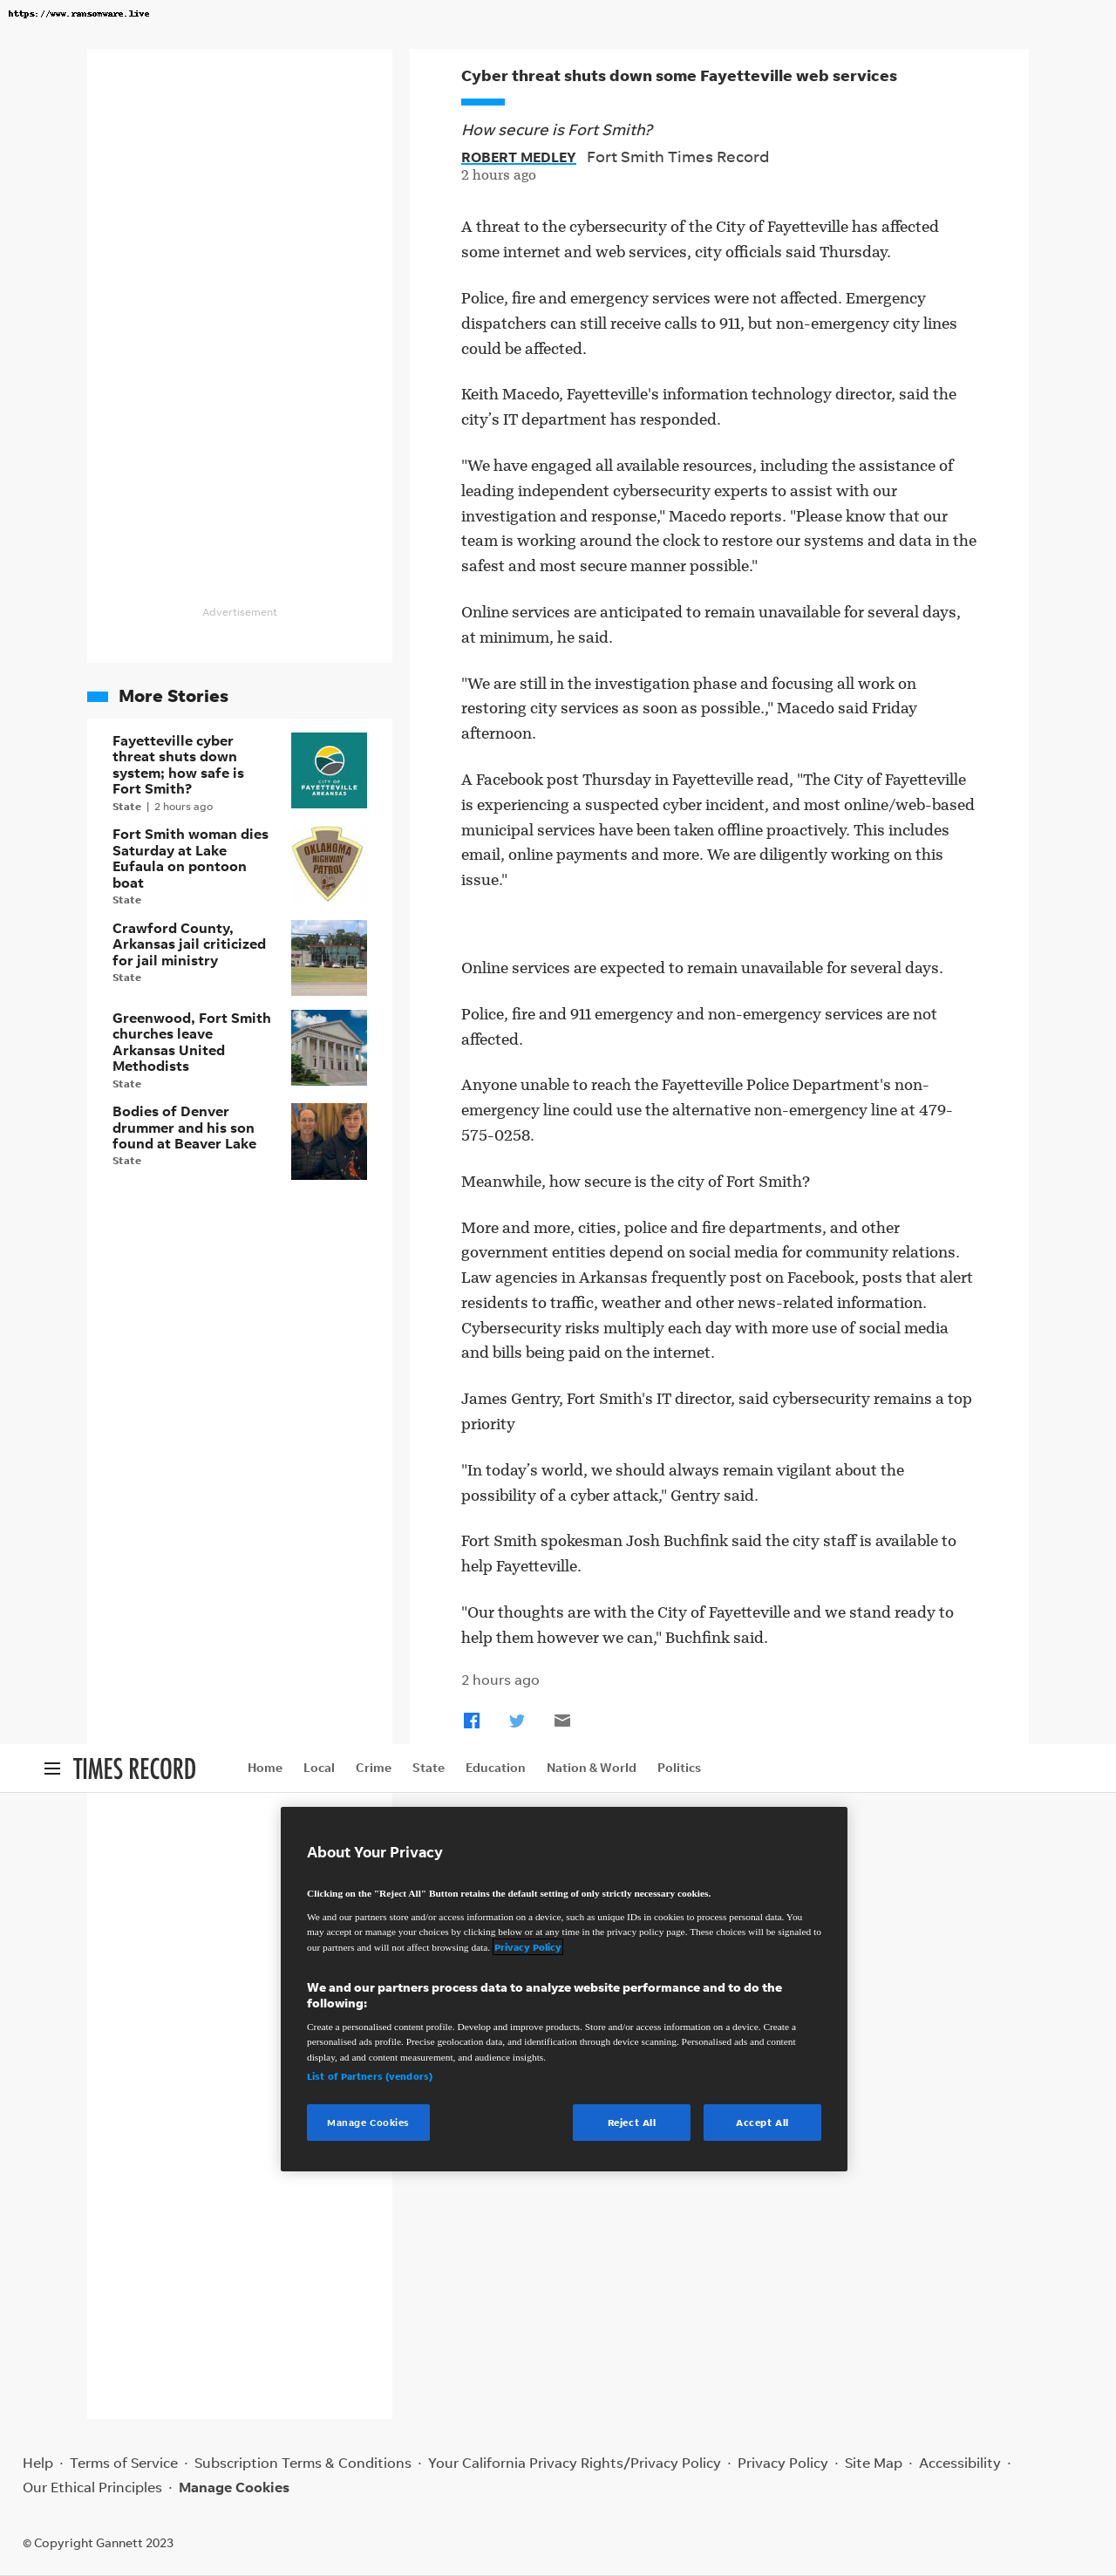 https://www.ransomware.live
Cyber threat shuts down some Fayetteville web services
How secure is Fort Smith?
ROBERT MEDLEY Fort Smith Times Record
2 hours ago
A threat to the cybersecurity of the City of Fayetteville has affected
some internet and web services, city officials said Thursday.
Police, fire and emergency services were not affected. Emergency
dispatchers can still receive calls to 911, but non-emergency city lines
could be affected.
Keith Macedo, Fayetteville's information technology director, said the
city’s IT department has responded.
"We have engaged all available resources, including the assistance of
leading independent cybersecurity experts to assist with our
investigation and response," Macedo reports. "Please know that our
team is working around the clock to restore our systems and data in the
safest and most secure manner possible."
Online services are anticipated to remain unavailable for several days,
at minimum, he said.
"We are still in the investigation phase and focusing all work on
restoring city services as soon as possible.," Macedo said Friday
afternoon.
A Facebook post Thursday in Fayetteville read, "The City of Fayetteville
is experiencing a suspected cyber incident, and most online/web-based
municipal services have been taken offline proactively. This includes
email, online payments and more. We are diligently working on this
issue."
Online services are expected to remain unavailable for several days.
Police, fire and 911 emergency and non-emergency services are not
affected.
Anyone unable to reach the Fayetteville Police Department's non-
emergency line could use the alternative non-emergency line at 479-
575-0258.
Meanwhile, how secure is the city of Fort Smith?
More and more, cities, police and fire departments, and other
government entities depend on social media for community relations.
Law agencies in Arkansas frequently post on Facebook, posts that alert
residents to traffic, weather and other news-related information.
Cybersecurity risks multiply each day with more use of social media
and bills being paid on the internet.
James Gentry, Fort Smith's IT director, said cybersecurity remains a top
priority
"In today’s world, we should always remain vigilant about the
possibility of a cyber attack," Gentry said.
Fort Smith spokesman Josh Buchfink said the city staff is available to
help Fayetteville.
"Our thoughts are with the City of Fayetteville and we stand ready to
help them however we can," Buchfink said.
2 hours ago
Advertisement
More Stories
Fayetteville cyber
threat shuts down
system; how safe is
Fort Smith?
State | 2 hours ago
CITY OF
FAYETTEVILLE
ARKANSAS
Fort Smith woman dies
Saturday at Lake
Eufaula on pontoon
boat
State
OKLAHOMA
HIGHWAY
PATROL
Crawford County,
Arkansas jail criticized
for jail ministry
State
Greenwood, Fort Smith
churches leave
Arkansas United
Methodists
State
Bodies of Denver
drummer and his son
found at Beaver Lake
State
TIMES RECORD
Home Local Crime State Education Nation & World Politics
About Your Privacy
Clicking on the "Reject All" Button retains the default setting of only strictly necessary cookies.
We and our partners store and/or access information on a device, such as unique IDs in cookies to process personal data. You
may accept or manage your choices by clicking below or at any time in the privacy policy page. These choices will be signaled to
our partners and will not affect browsing data. Privacy Policy
We and our partners process data to analyze website performance and to do the
following:
Create a personalised content profile. Develop and improve products. Store and/or access information on a device. Create a
personalised ads profile. Precise geolocation data, and identification through device scanning. Personalised ads and content
display, ad and content measurement, and audience insights.
List of Partners (vendors)
Manage Cookies Reject All Accept All
Help · Terms of Service · Subscription Terms & Conditions · Your California Privacy Rights/Privacy Policy · Privacy Policy · Site Map · Accessibility ·
Our Ethical Principles · Manage Cookies
© Copyright Gannett 2023